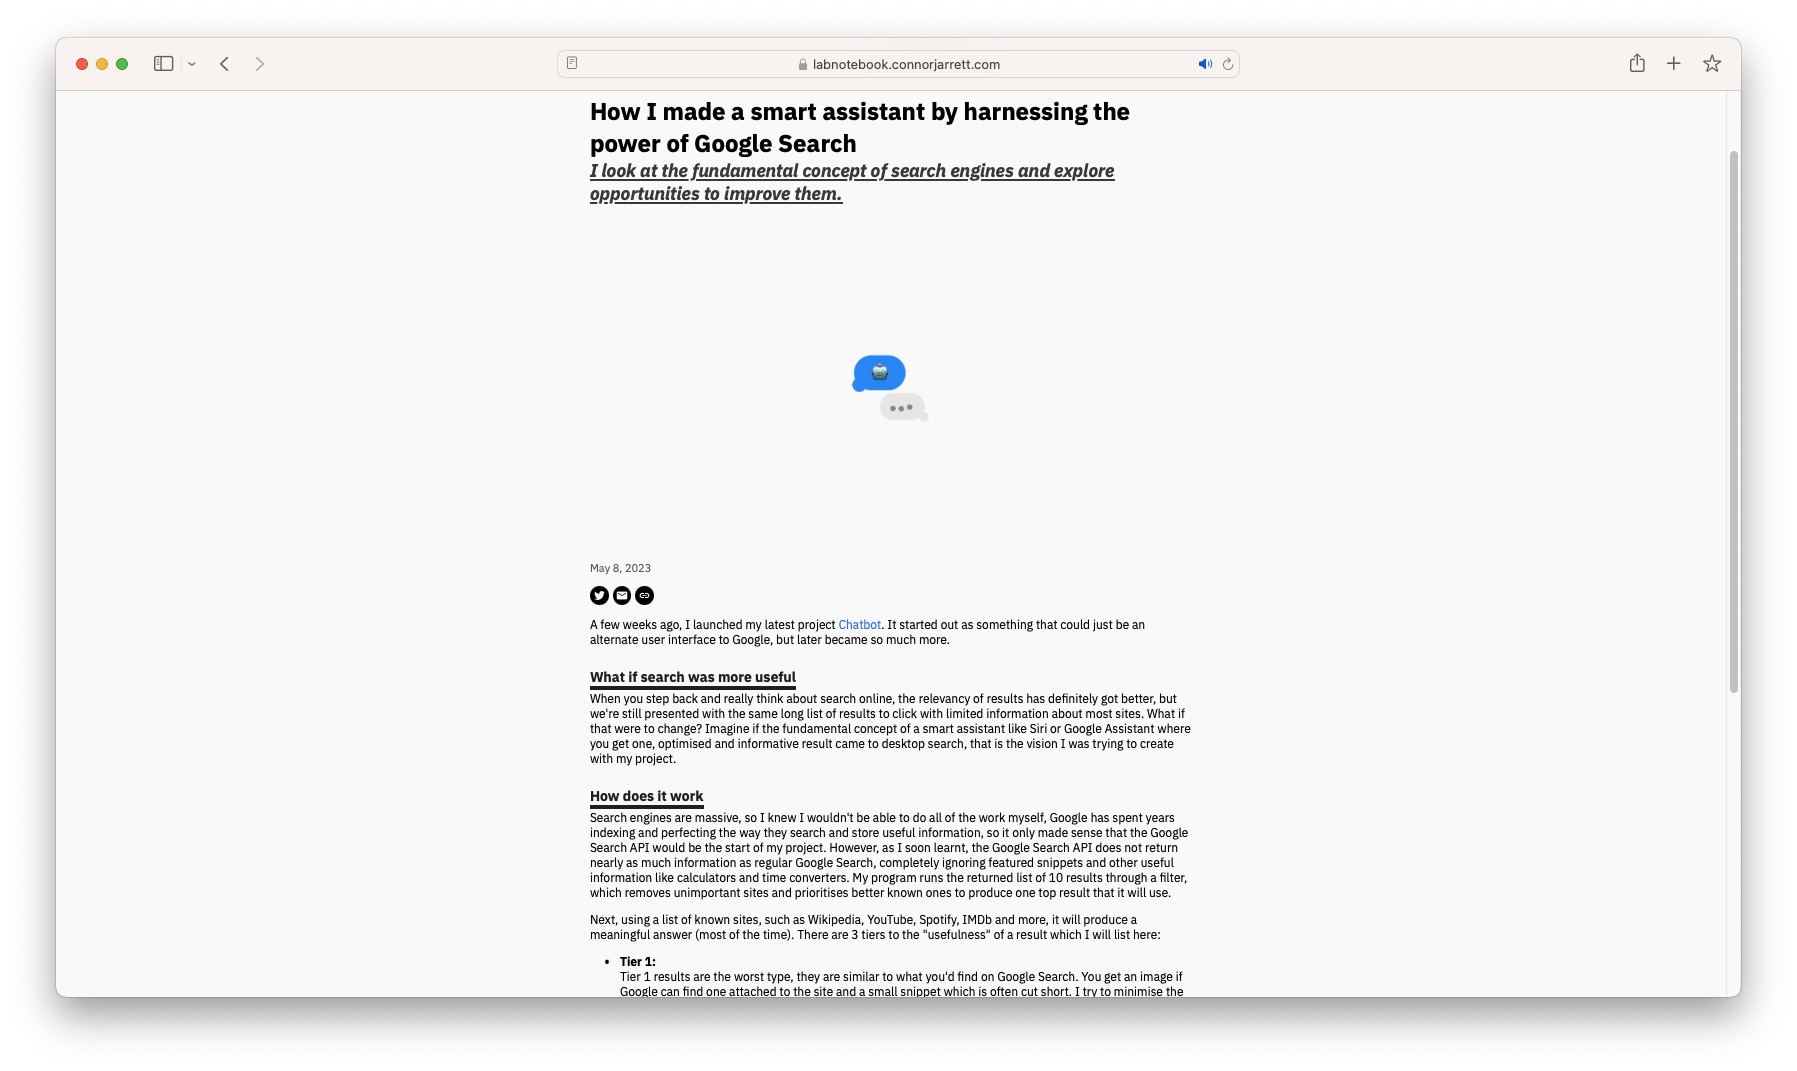 labnotebook.connorjarrett.com
How I made a smart assistant by harnessing the
power of Google Search
I look at the fundamental concept of search engines and explore
opportunities to improve them.
May 8, 2023
A few weeks ago, I launched my latest project Chatbot. It started out as something that could just be an
alternate user interface to Google, but later became so much more.
What if search was more useful
When you step back and really think about search online, the relevancy of results has definitely got better, but
we're still presented with the same long list of results to click with limited information about most sites. What if
that were to change? Imagine if the fundamental concept of a smart assistant like Siri or Google Assistant where
you get one, optimised and informative result came to desktop search, that is the vision I was trying to create
with my project.
How does it work
Search engines are massive, so I knew I wouldn't be able to do all of the work myself, Google has spent years
indexing and perfecting the way they search and store useful information, so it only made sense that the Google
Search API would be the start of my project. However, as I soon learnt, the Google Search API does not return
nearly as much information as regular Google Search, completely ignoring featured snippets and other useful
information like calculators and time converters. My program runs the returned list of 10 results through a filter,
which removes unimportant sites and prioritises better known ones to produce one top result that it will use.
Next, using a list of known sites, such as Wikipedia, YouTube, Spotify, IMDb and more, it will produce a
meaningful answer (most of the time). There are 3 tiers to the "usefulness" of a result which I will list here:
• Tier 1:
Tier 1 results are the worst type, they are similar to what you'd find on Google Search. You get an image if
Google can find one attached to the site and a small snippet which is often cut short. I try to minimise the